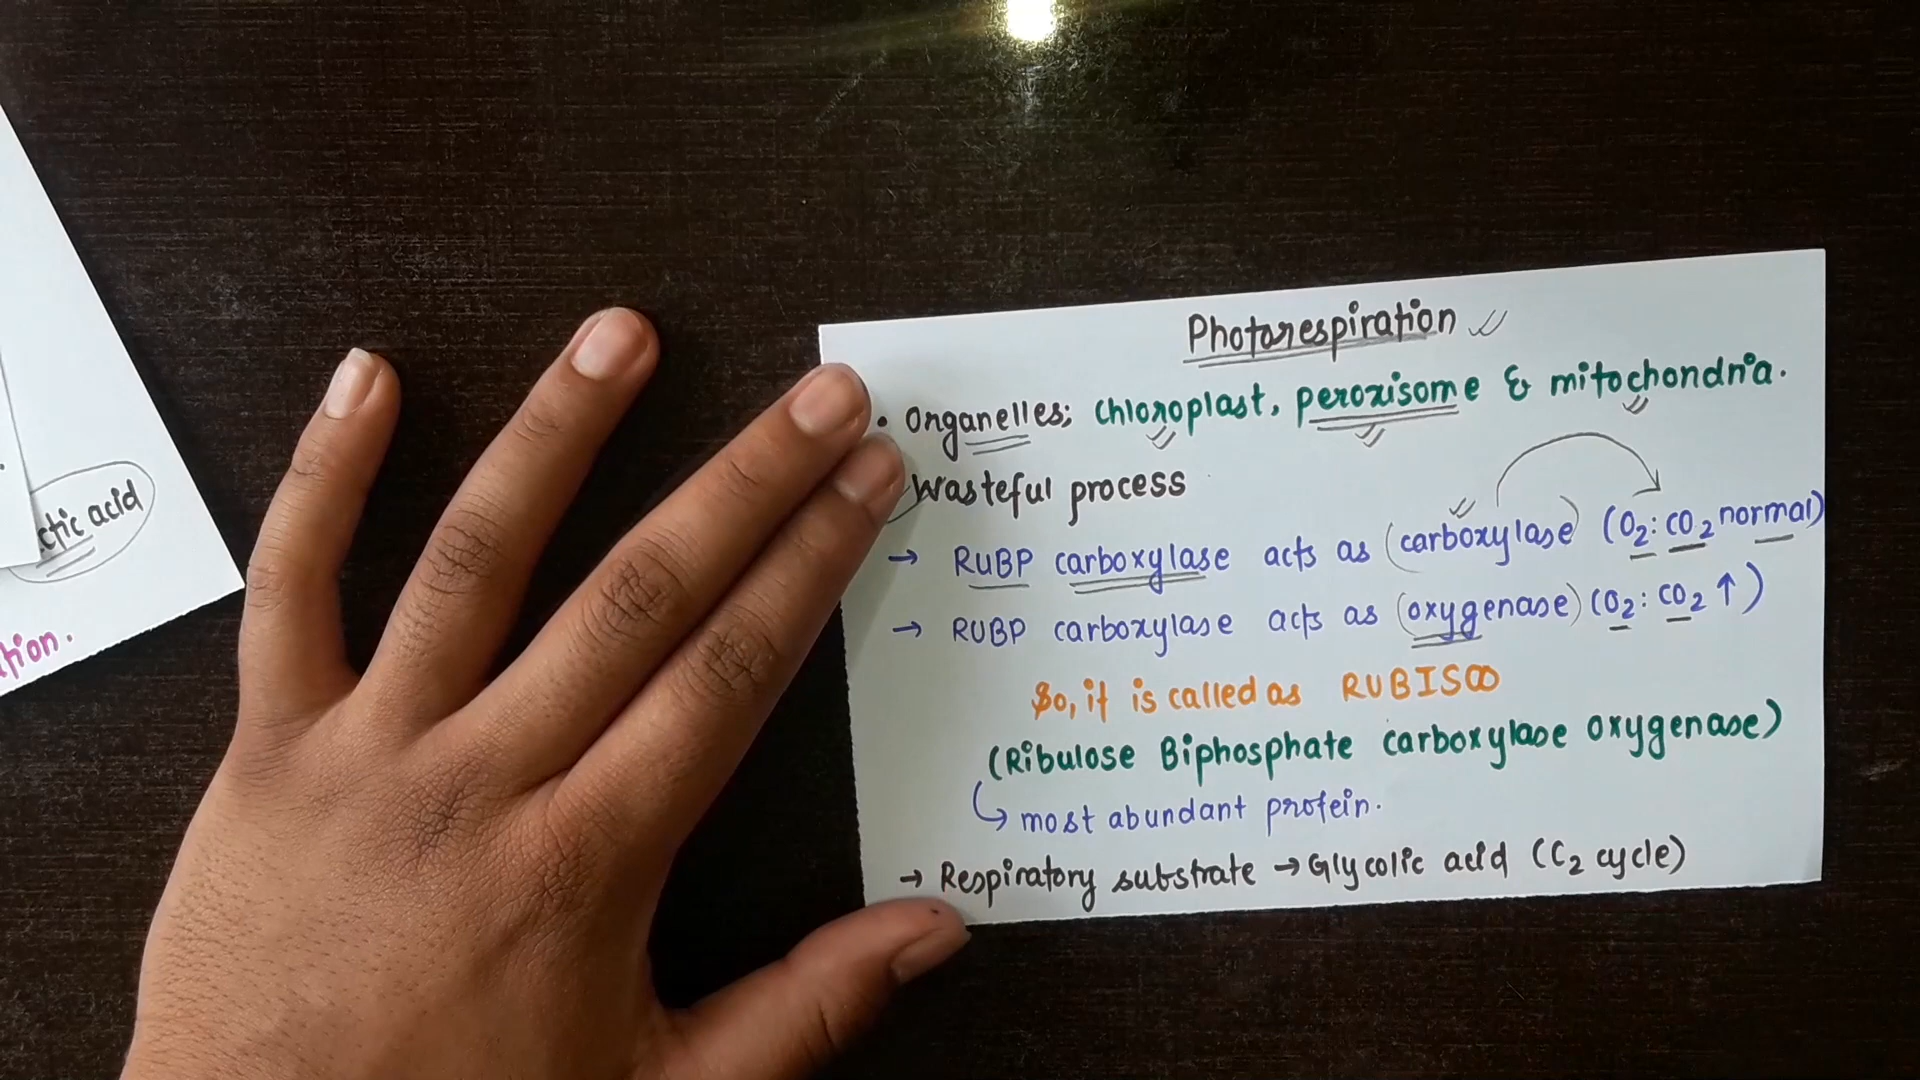 Photorespiration
• Organelles; chloroplast, peroxisome & mitochondria.
Wasteful process
→ RuBP carboxylase acts as (carboxylase) (O₂: CO₂ normal)
→ RUBP carboxylase acts as (oxygenase) (O₂: CO₂ ↑)
So, it is called as RUBISCO
(Ribulose Biphosphate carboxylase oxygenase)
↳ most abundant protein.
→ Respiratory substrate → Glycolic acid (C₂ cycle)
ctic acid
tion.